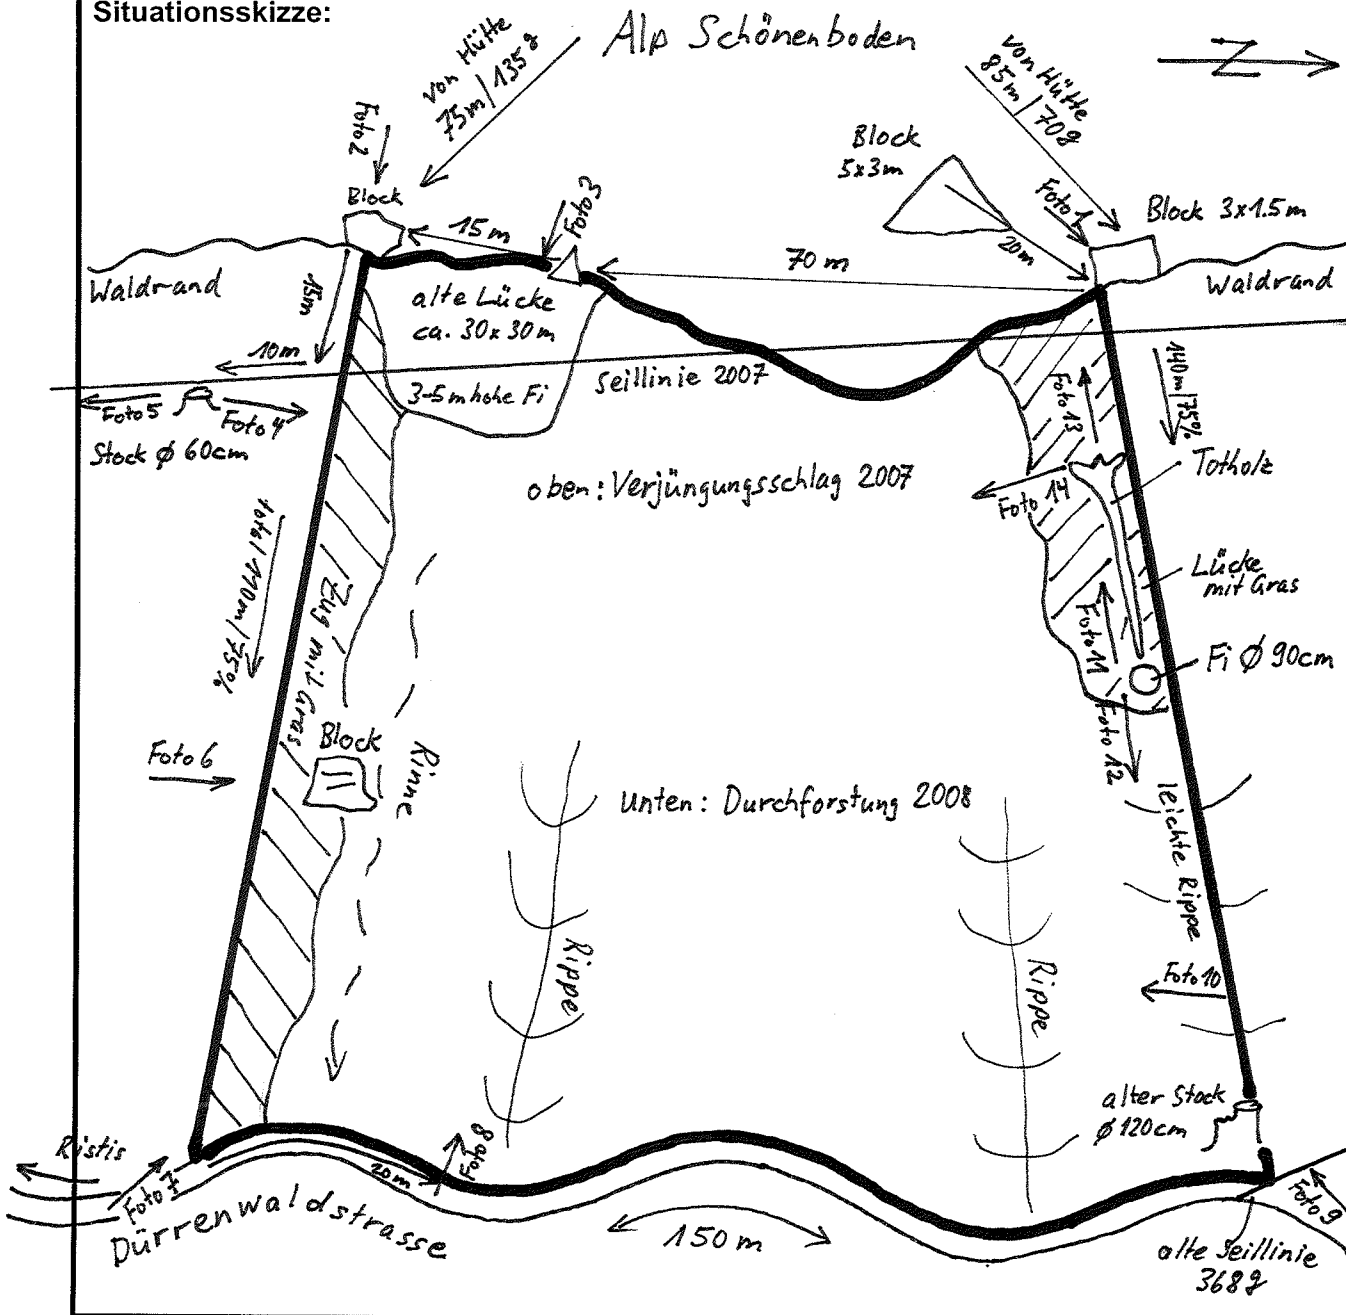 Situationsskizze:
Alp Schönenboden
N
von Hütte
75m/135g
von Hütte
85m/70g
Foto 2
Block
15m
Foto 3
Block
5x3m
Foto 1
20m
Block 3x1.5m
70m
Waldrand
Waldrand
15m
alte Lücke
ca. 30x30m
10m
3-5m hohe Fi
Seillinie 2007
140m/75%
Foto 5
Foto 4
Stock Ø 60cm
Foto 13
Totholz
oben: Verjüngungsschlag 2007
Foto 14
110m/75%
Lücke
mit Gras
Zug mit Gras
Foto 11
Fi Ø 90cm
Foto 12
Block
Foto 6
Rinne
unten: Durchforstung 2008
leichte Rippe
Rippe
Rippe
Foto 10
alter Stock
Ø 120cm
Ristis
Foto 7
20m
Foto 8
Foto 9
Dürrenwaldstrasse
150m
alte Seillinie
368g